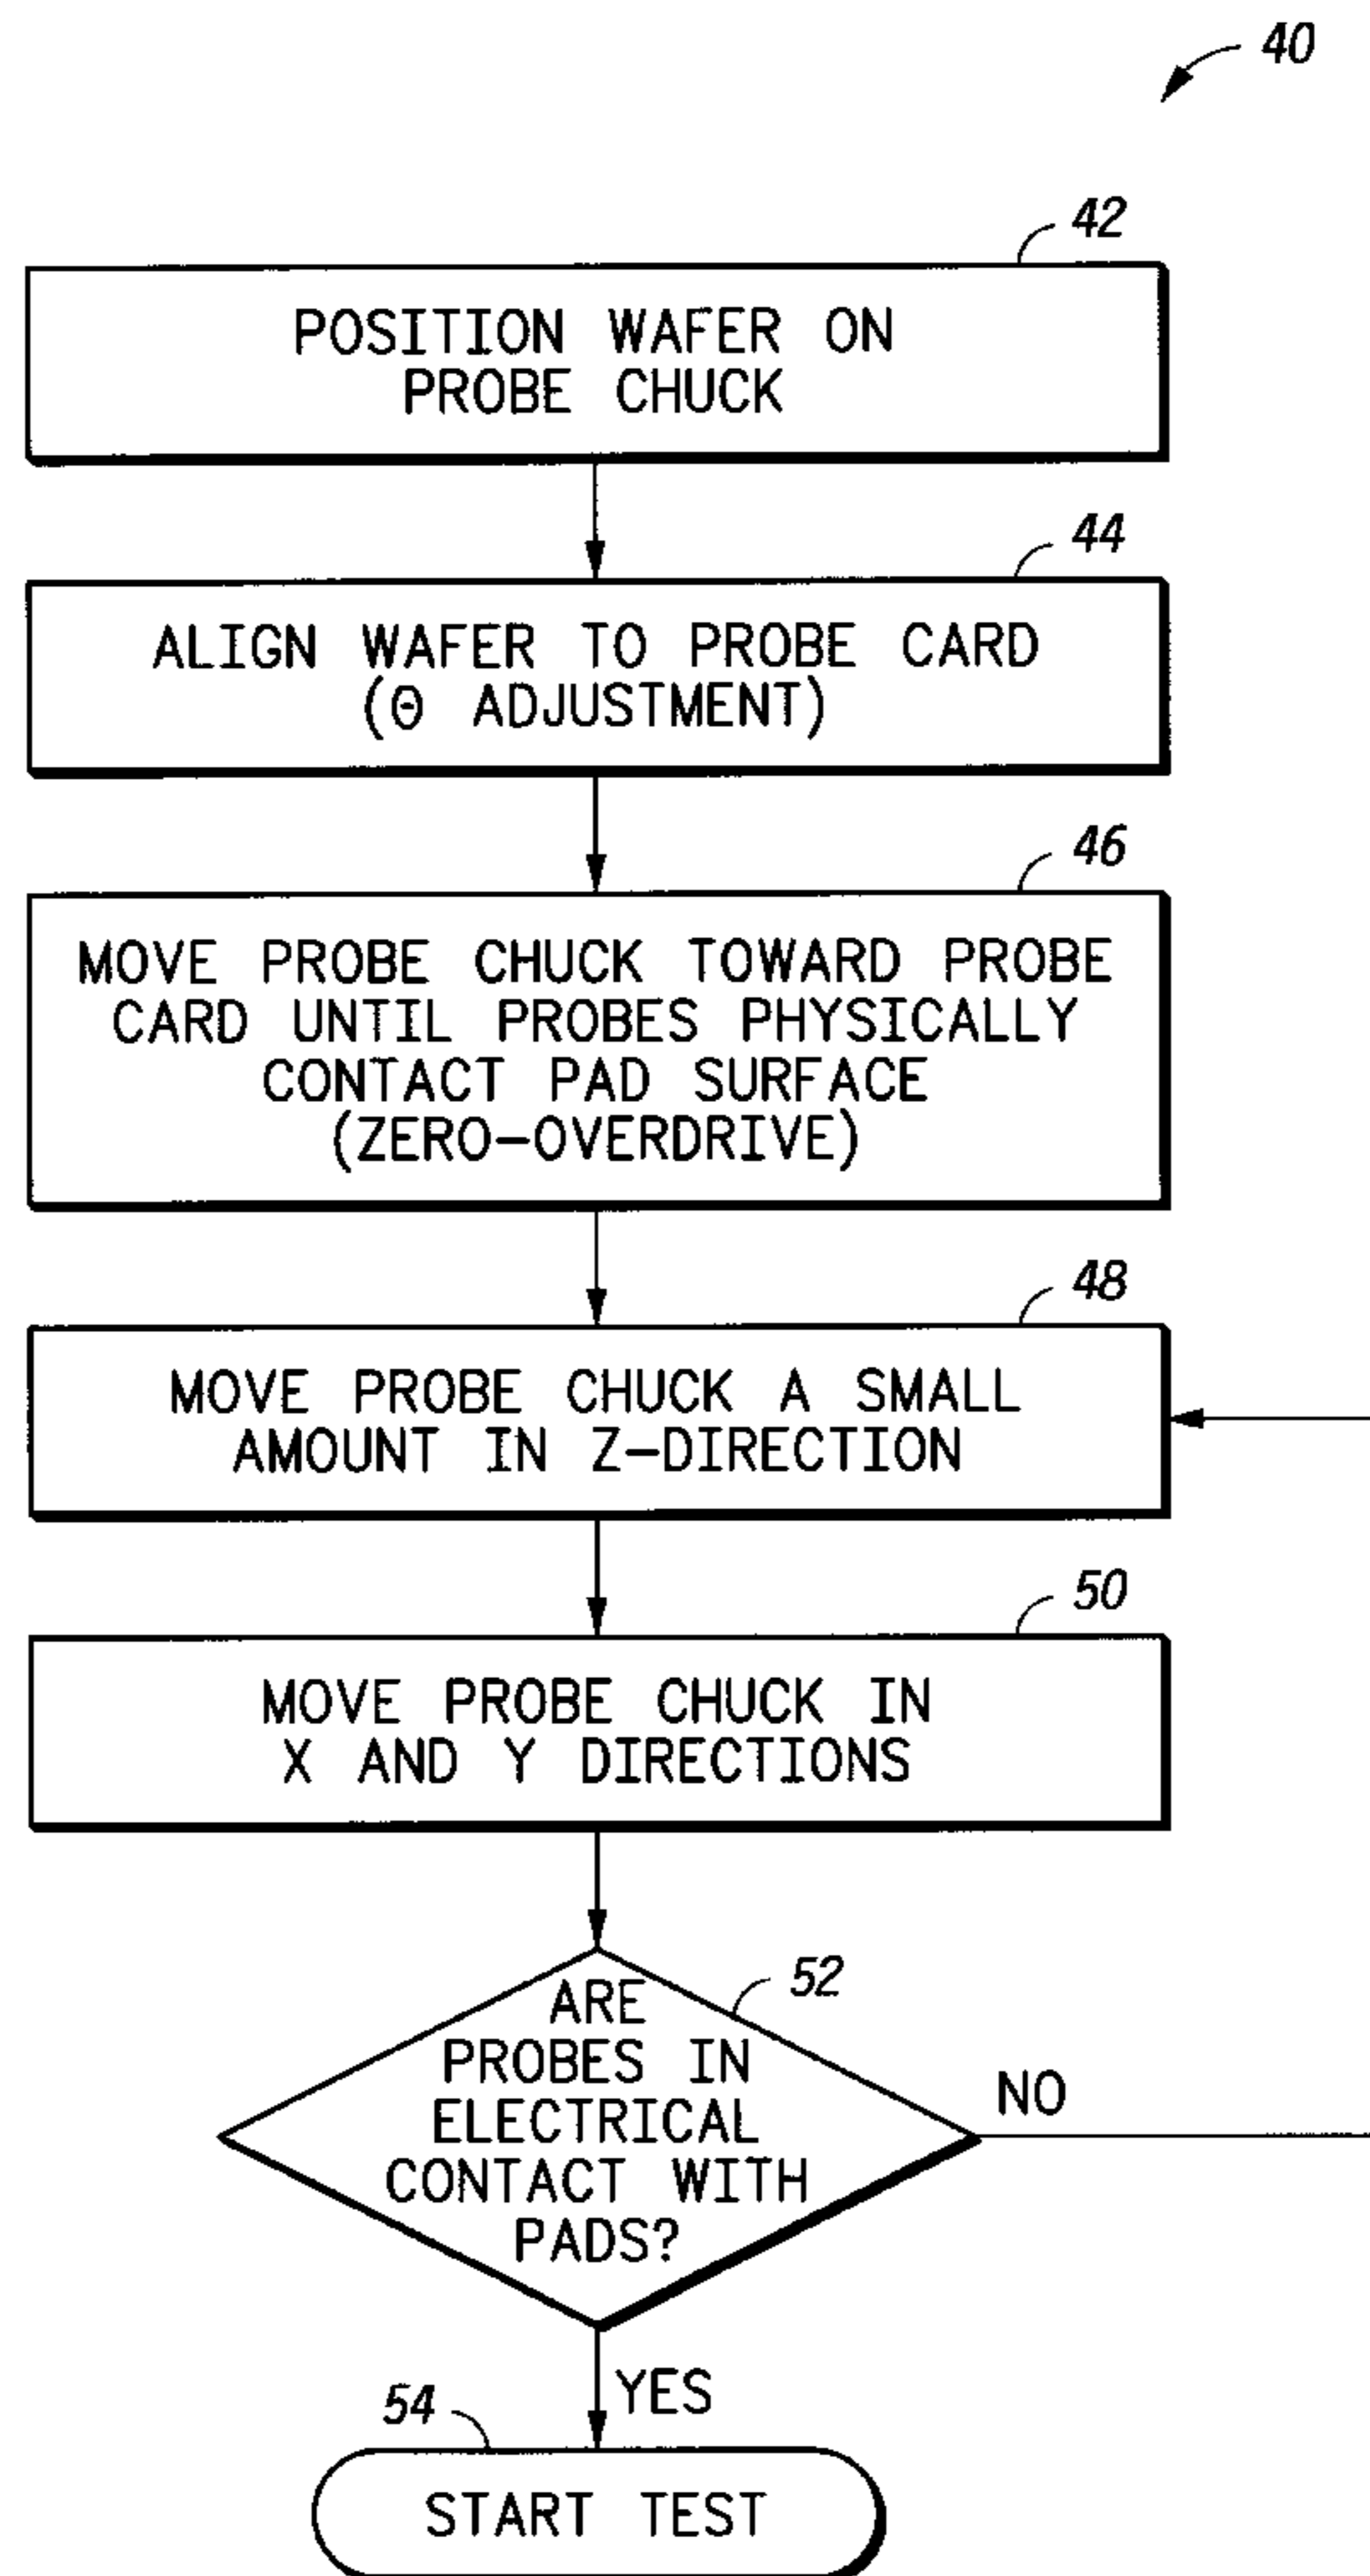 40
42
POSITION WAFER ON
PROBE CHUCK
44
ALIGN WAFER TO PROBE CARD
(Θ ADJUSTMENT)
46
MOVE PROBE CHUCK TOWARD PROBE
CARD UNTIL PROBES PHYSICALLY
CONTACT PAD SURFACE
(ZERO-OVERDRIVE)
48
MOVE PROBE CHUCK A SMALL
AMOUNT IN Z-DIRECTION
50
MOVE PROBE CHUCK IN
X AND Y DIRECTIONS
52
ARE
PROBES IN
ELECTRICAL
CONTACT WITH
PADS?
NO
YES
54
START TEST